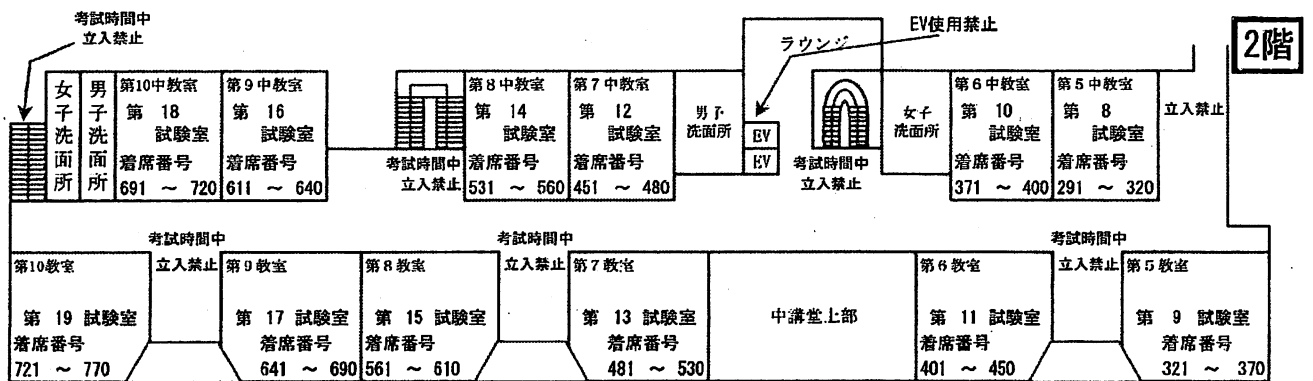 考試時間中
立入禁止
EV使用禁止
ラウンジ
2階
女子洗面所
男子洗面所
第10中教室
第 18
試験室
着席番号
691 ～ 720
第9中教室
第 16
試験室
着席番号
611 ～ 640
考試時間中
立入禁止
第8中教室
第 14
試験室
着席番号
531 ～ 560
第7中教室
第 12
試験室
着席番号
451 ～ 480
男子
洗面所
EV
EV
考試時間中
立入禁止
女子
洗面所
第6中教室
第 10
試験室
着席番号
371 ～ 400
第5中教室
第 8
試験室
着席番号
291 ～ 320
立入禁止
第10教室
第 19 試験室
着席番号
721 ～ 770
考試時間中
立入禁止
第9教室
第 17 試験室
着席番号
641 ～ 690
第8教室
第 15 試験室
着席番号
561 ～ 610
考試時間中
立入禁止
第7教室
第 13 試験室
着席番号
481 ～ 530
中講堂上部
第6教室
第 11 試験室
着席番号
401 ～ 450
考試時間中
立入禁止
第5教室
第 9 試験室
着席番号
321 ～ 370